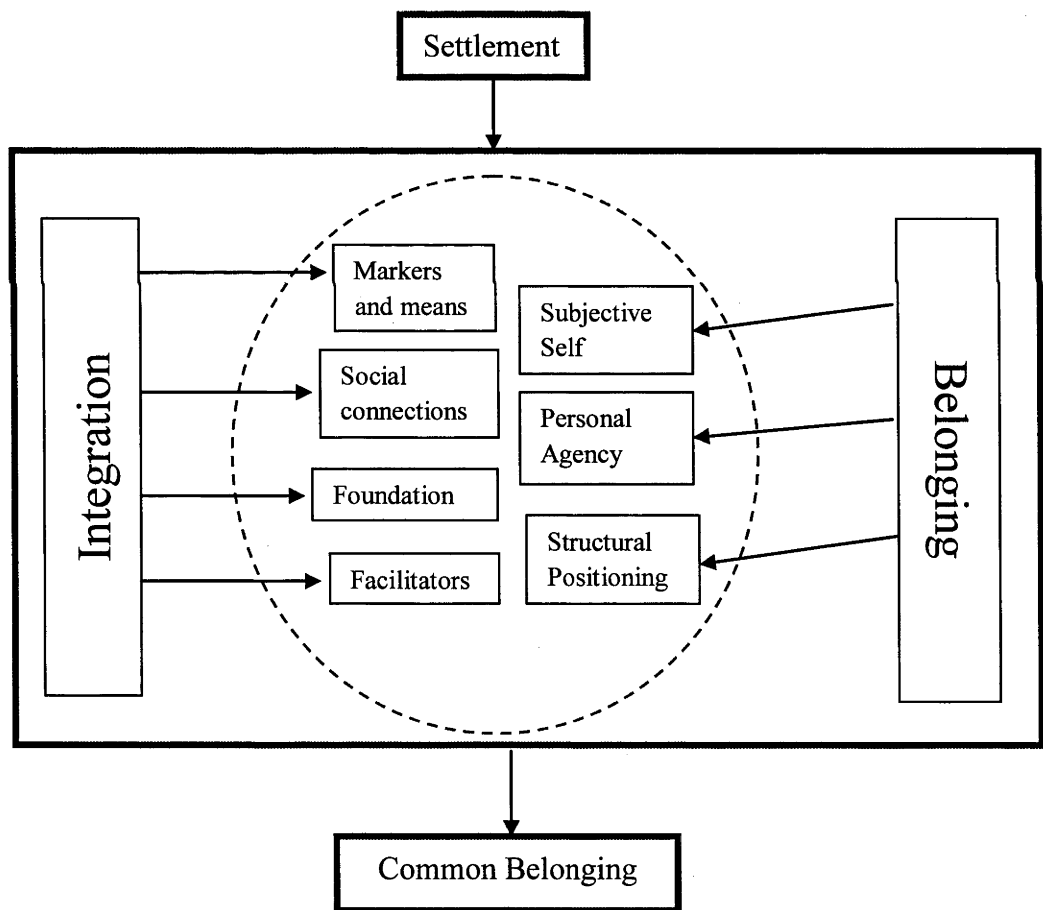 Settlement
Integration
Markers
and means
Social
connections
Foundation
Facilitators
Subjective
Self
Personal
Agency
Structural
Positioning
Belonging
Common Belonging